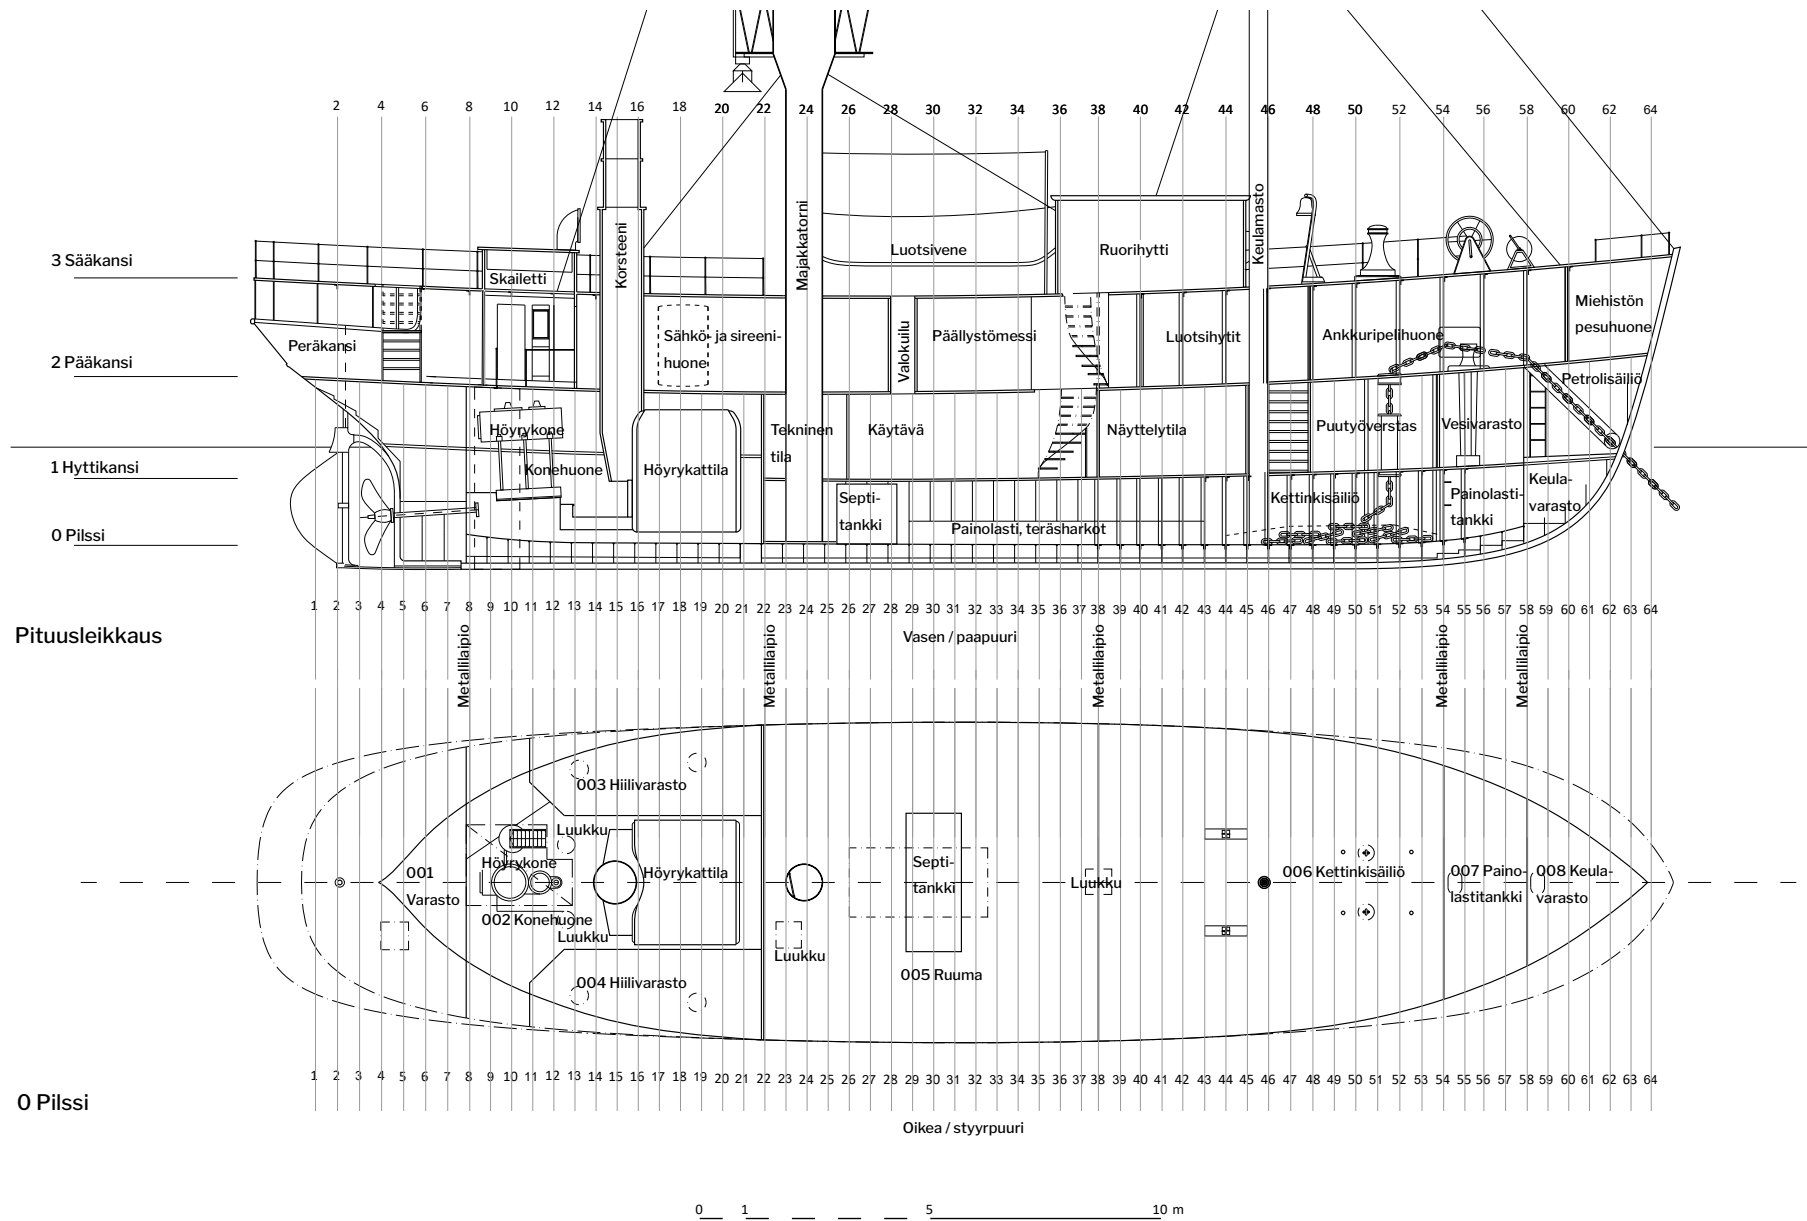 2 4 6 8 10 12 14 16 18 20 22 24 26 28 30 32 34 36 38 40 42 44 46 48 50 52 54 56 58 60 62 64
3 Sääkansi
Skailetti
Korsteeni
Majakkatorni
Luotsivene
Ruorihytti
Keulamasto
Miehistön
pesuhuone
2 Pääkansi
Peräkansi
Sähkö- ja sireeni-
huone
Valokuilu
Päällystömessi
Luotsihytit
Ankkuripelihuone
Petrolisäiliö
1 Hyttikansi
Höyrykone
Konehuone
Höyrykattila
Tekninen
tila
Käytävä
Näyttelytila
Puutyöverstas
Vesivarasto
0 Pilssi
Septi-
tankki
Painolasti, teräsharkot
Kettinkisäiliö
Painolasti-
tankki
Keula-
varasto
1 2 3 4 5 6 7 8 9 10 11 12 13 14 15 16 17 18 19 20 21 22 23 24 25 26 27 28 29 30 31 32 33 34 35 36 37 38 39 40 41 42 43 44 45 46 47 48 49 50 51 52 53 54 55 56 57 58 59 60 61 62 63 64
Pituusleikkaus
Vasen / paapuuri
Metallilaipio
Metallilaipio
Metallilaipio
Metallilaipio
Metallilaipio
003 Hiilivarasto
Luukku
Höyrykone
001
Varasto
002 Konehuone
Luukku
Höyrykattila
004 Hiilivarasto
Luukku
Septi-
tankki
005 Ruuma
Luukku
006 Kettinkisäiliö
007 Paino-
lastitankki
008 Keula-
varasto
1 2 3 4 5 6 7 8 9 10 11 12 13 14 15 16 17 18 19 20 21 22 23 24 25 26 27 28 29 30 31 32 33 34 35 36 37 38 39 40 41 42 43 44 45 46 47 48 49 50 51 52 53 54 55 56 57 58 59 60 61 62 63 64
0 Pilssi
Oikea / styyrpuuri
0 1 5 10 m